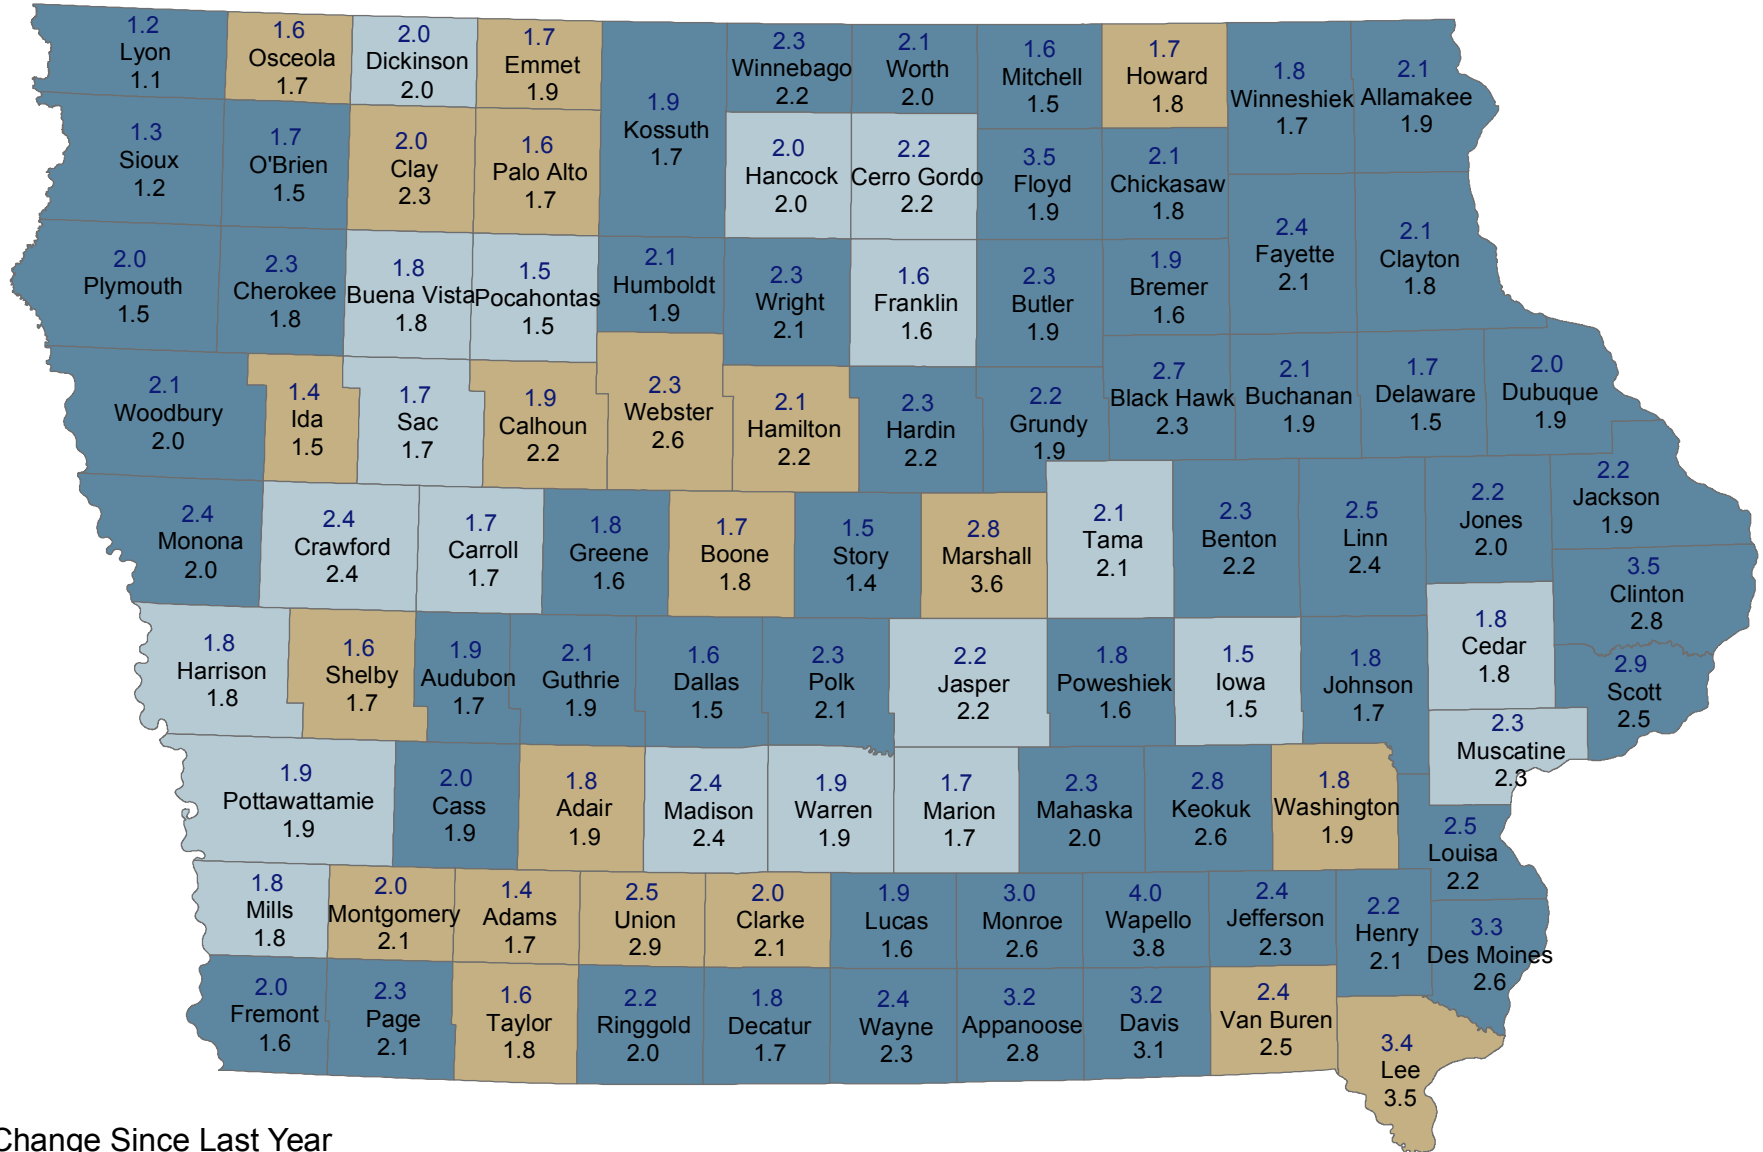 1.2
Lyon
1.1
1.6
Osceola
1.7
2.0
Dickinson
2.0
1.7
Emmet
1.9
1.9
Kossuth
1.7
2.3
Winnebago
2.2
2.1
Worth
2.0
1.6
Mitchell
1.5
1.7
Howard
1.8
1.8
Winneshiek
1.7
2.1
Allamakee
1.9
1.3
Sioux
1.2
1.7
O'Brien
1.5
2.0
Clay
2.3
1.6
Palo Alto
1.7
2.0
Hancock
2.0
2.2
Cerro Gordo
2.2
3.5
Floyd
1.9
2.1
Chickasaw
1.8
2.0
Plymouth
1.5
2.3
Cherokee
1.8
1.8
Buena Vista
1.8
1.5
Pocahontas
1.5
2.1
Humboldt
1.9
2.3
Wright
2.1
1.6
Franklin
1.6
2.3
Butler
1.9
1.9
Bremer
1.6
2.4
Fayette
2.1
2.1
Clayton
1.8
2.1
Woodbury
2.0
1.4
Ida
1.5
1.7
Sac
1.7
1.9
Calhoun
2.2
2.3
Webster
2.6
2.1
Hamilton
2.2
2.3
Hardin
2.2
2.2
Grundy
1.9
2.7
Black Hawk
2.3
2.1
Buchanan
1.9
1.7
Delaware
1.5
2.0
Dubuque
1.9
2.4
Monona
2.0
2.4
Crawford
2.4
1.7
Carroll
1.7
1.8
Greene
1.6
1.7
Boone
1.8
1.5
Story
1.4
2.8
Marshall
3.6
2.1
Tama
2.1
2.3
Benton
2.2
2.5
Linn
2.4
2.2
Jones
2.0
2.2
Jackson
1.9
3.5
Clinton
2.8
1.8
Harrison
1.8
1.6
Shelby
1.7
1.9
Audubon
1.7
2.1
Guthrie
1.9
1.6
Dallas
1.5
2.3
Polk
2.1
2.2
Jasper
2.2
1.8
Poweshiek
1.6
1.5
Iowa
1.5
1.8
Johnson
1.7
1.8
Cedar
1.8
2.9
Scott
2.5
2.3
Muscatine
2.3
1.9
Pottawattamie
1.9
2.0
Cass
1.9
1.8
Adair
1.9
2.4
Madison
2.4
1.9
Warren
1.9
1.7
Marion
1.7
2.3
Mahaska
2.0
2.8
Keokuk
2.6
1.8
Washington
1.9
2.5
Louisa
2.2
1.8
Mills
1.8
2.0
Montgomery
2.1
1.4
Adams
1.7
2.5
Union
2.9
2.0
Clarke
2.1
1.9
Lucas
1.6
3.0
Monroe
2.6
4.0
Wapello
3.8
2.4
Jefferson
2.3
2.2
Henry
2.1
3.3
Des Moines
2.6
2.0
Fremont
1.6
2.3
Page
2.1
1.6
Taylor
1.8
2.2
Ringgold
2.0
1.8
Decatur
1.7
2.4
Wayne
2.3
3.2
Appanoose
2.8
3.2
Davis
3.1
2.4
Van Buren
2.5
3.4
Lee
3.5
Change Since Last Year